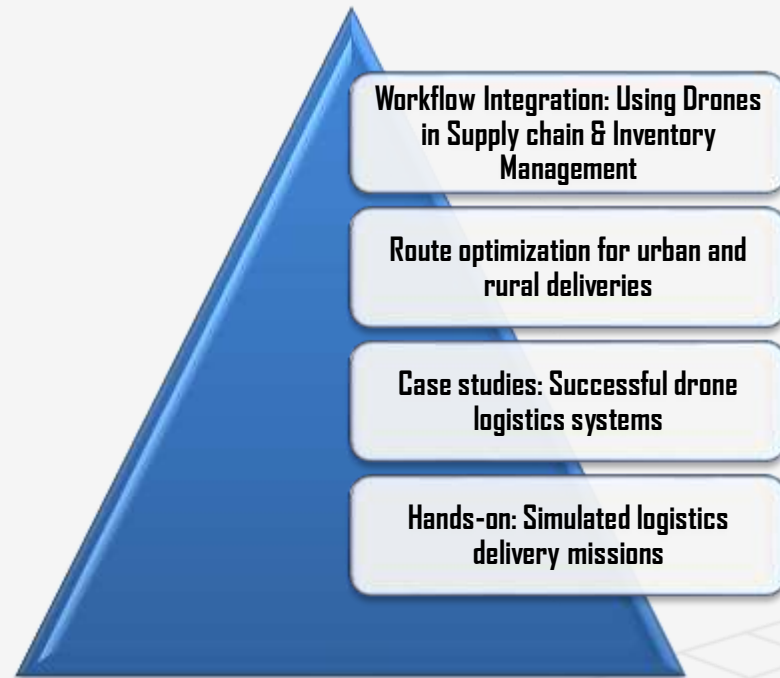 Workflow Integration: Using Drones
in Supply chain & Inventory
Management
Route optimization for urban and
rural deliveries
Case studies: Successful drone
logistics systems
Hands-on: Simulated logistics
delivery missions